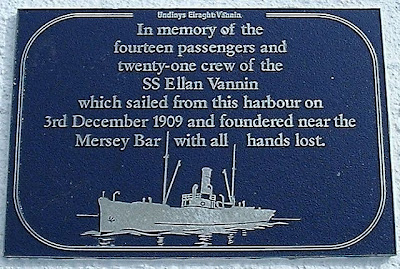 Undinys Eiraght Vannin
In memory of the
fourteen passengers and
twenty-one crew of the
SS Ellan Vannin
which sailed from this harbour on
3rd December 1909 and foundered near the
Mersey Bar with all hands lost.